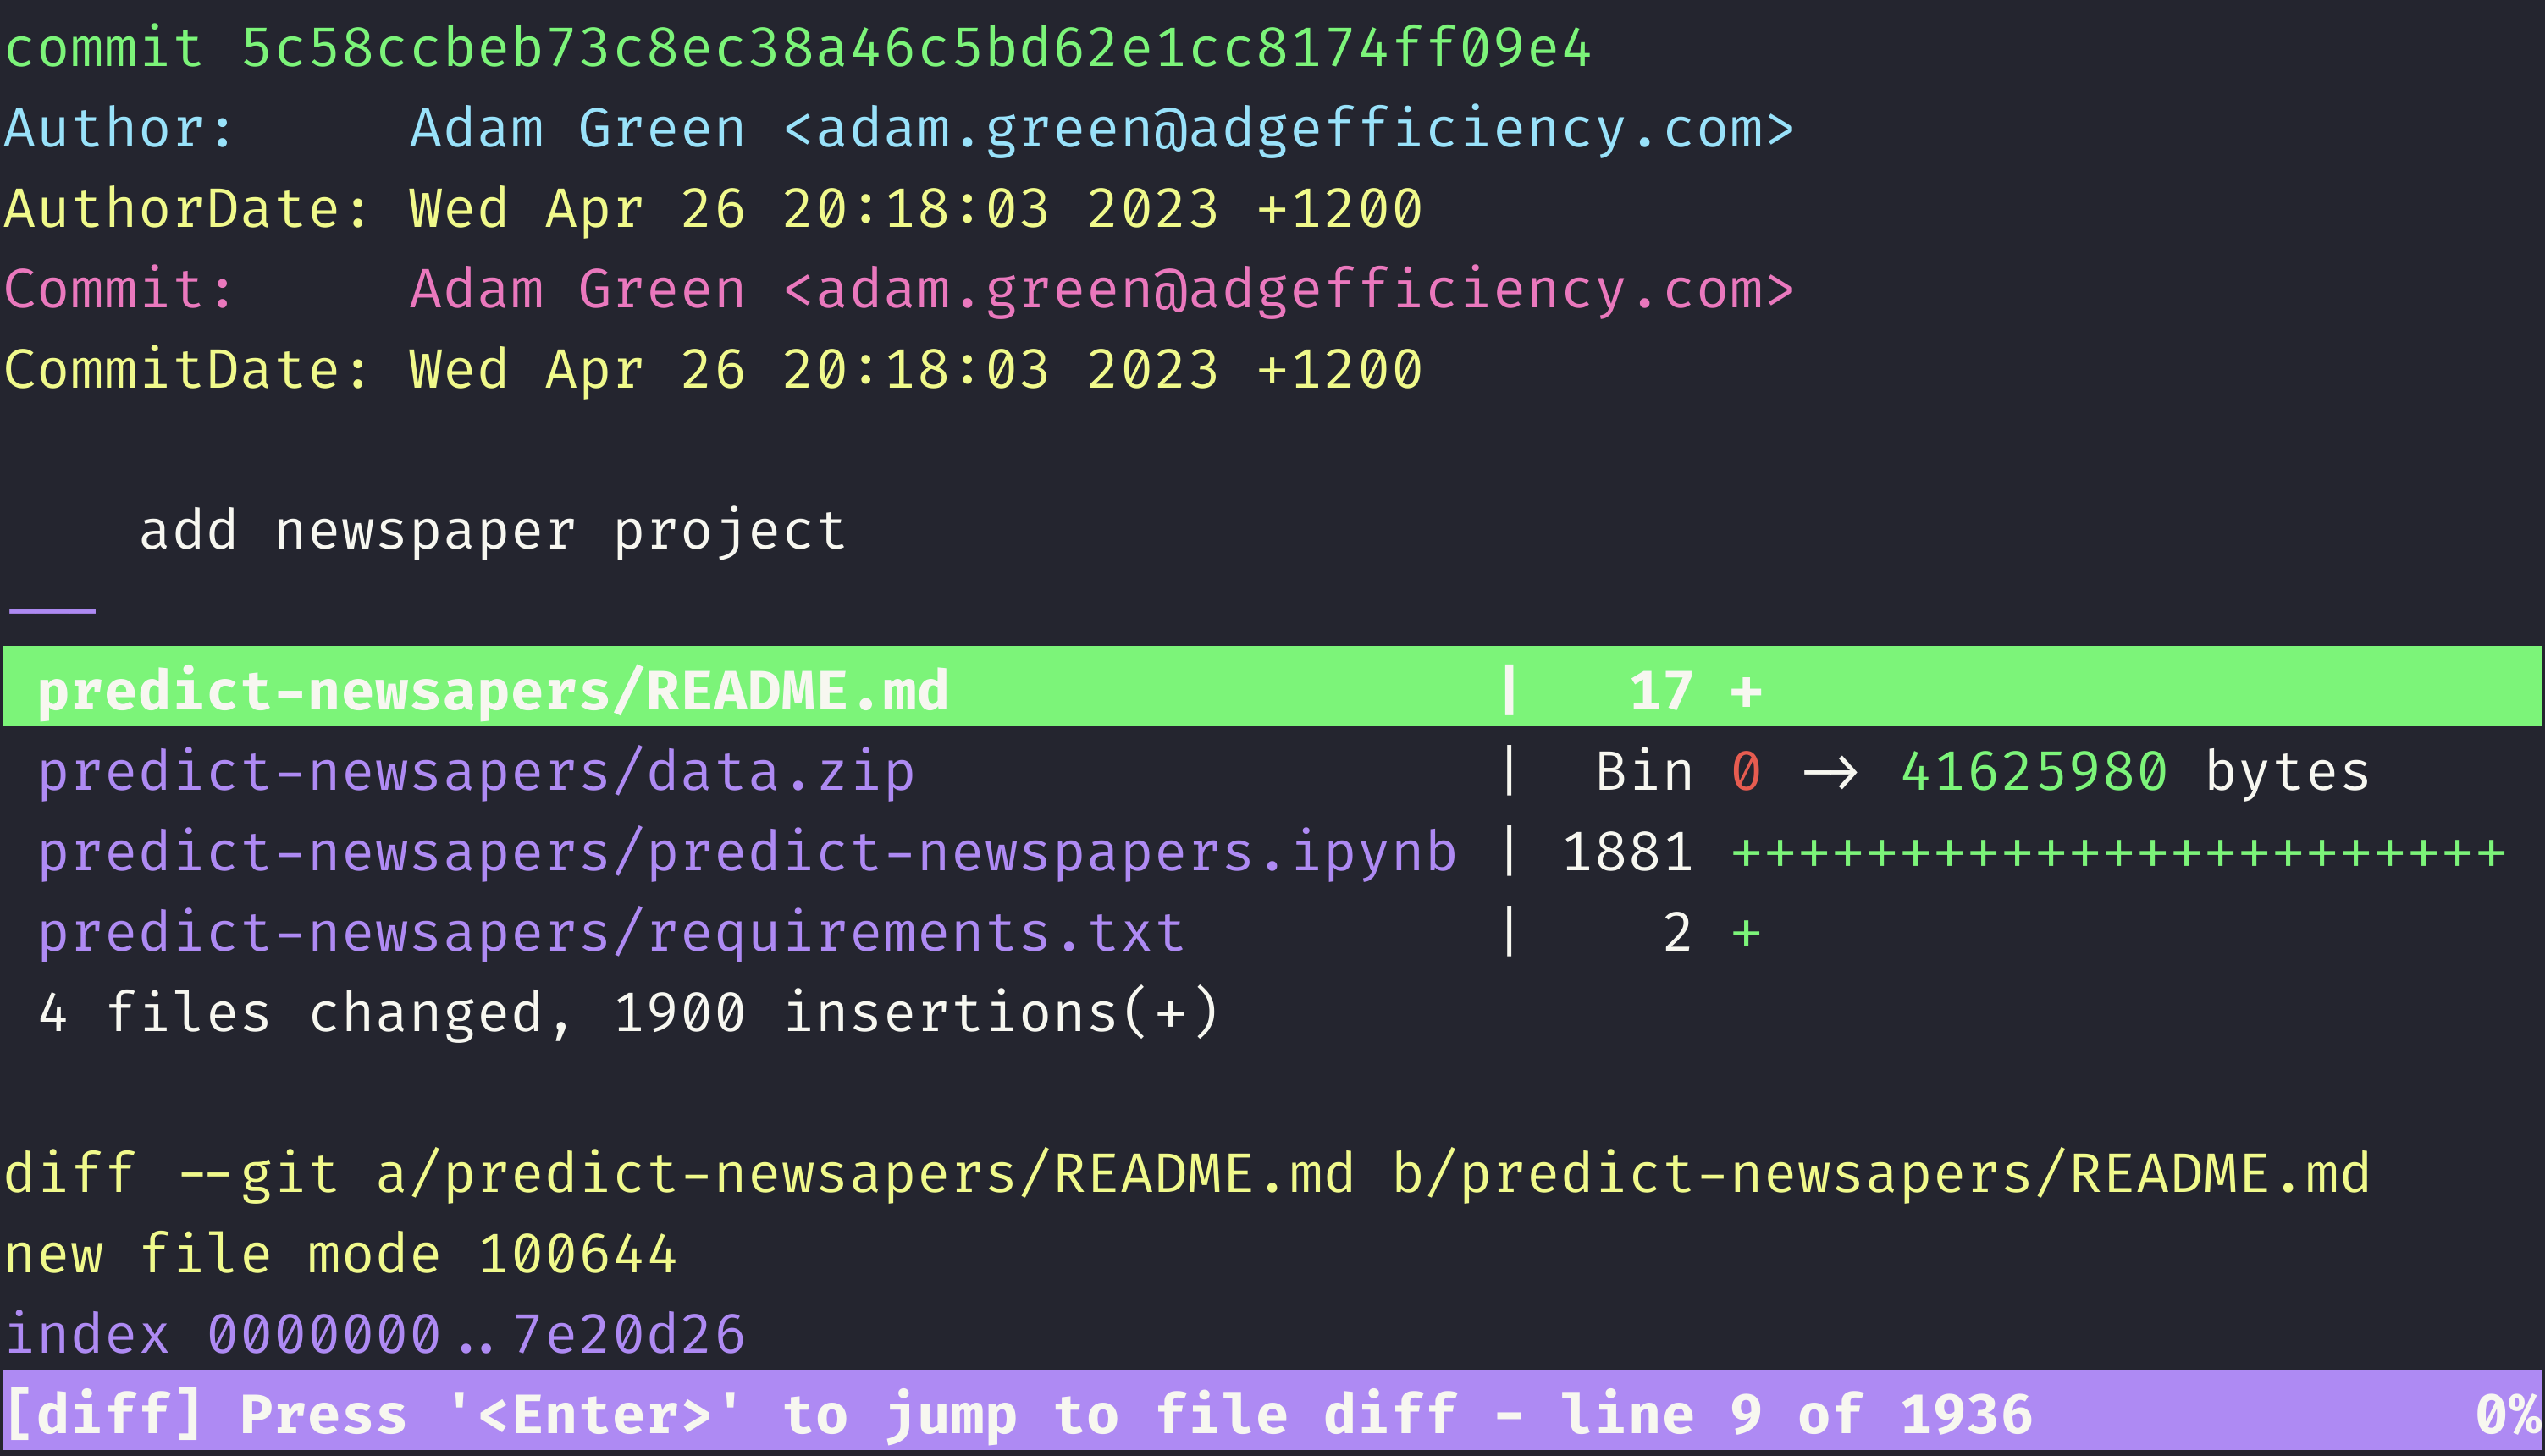 commit 5c58ccbeb73c8ec38a46c5bd62e1cc8174ff09e4
Author:     Adam Green <adam.green@adgefficiency.com>
AuthorDate: Wed Apr 26 20:18:03 2023 +1200
Commit:     Adam Green <adam.green@adgefficiency.com>
CommitDate: Wed Apr 26 20:18:03 2023 +1200
    add newspaper project
---
 predict-newsapers/README.md                |   17 +
 predict-newsapers/data.zip                 |  Bin 0 -> 41625980 bytes
 predict-newsapers/predict-newspapers.ipynb | 1881 +++++++++++++++++++++++
 predict-newsapers/requirements.txt         |    2 +
 4 files changed, 1900 insertions(+)
diff --git a/predict-newsapers/README.md b/predict-newsapers/README.md
new file mode 100644
index 0000000..7e20d26
[diff] Press '<Enter>' to jump to file diff - line 9 of 1936             0%